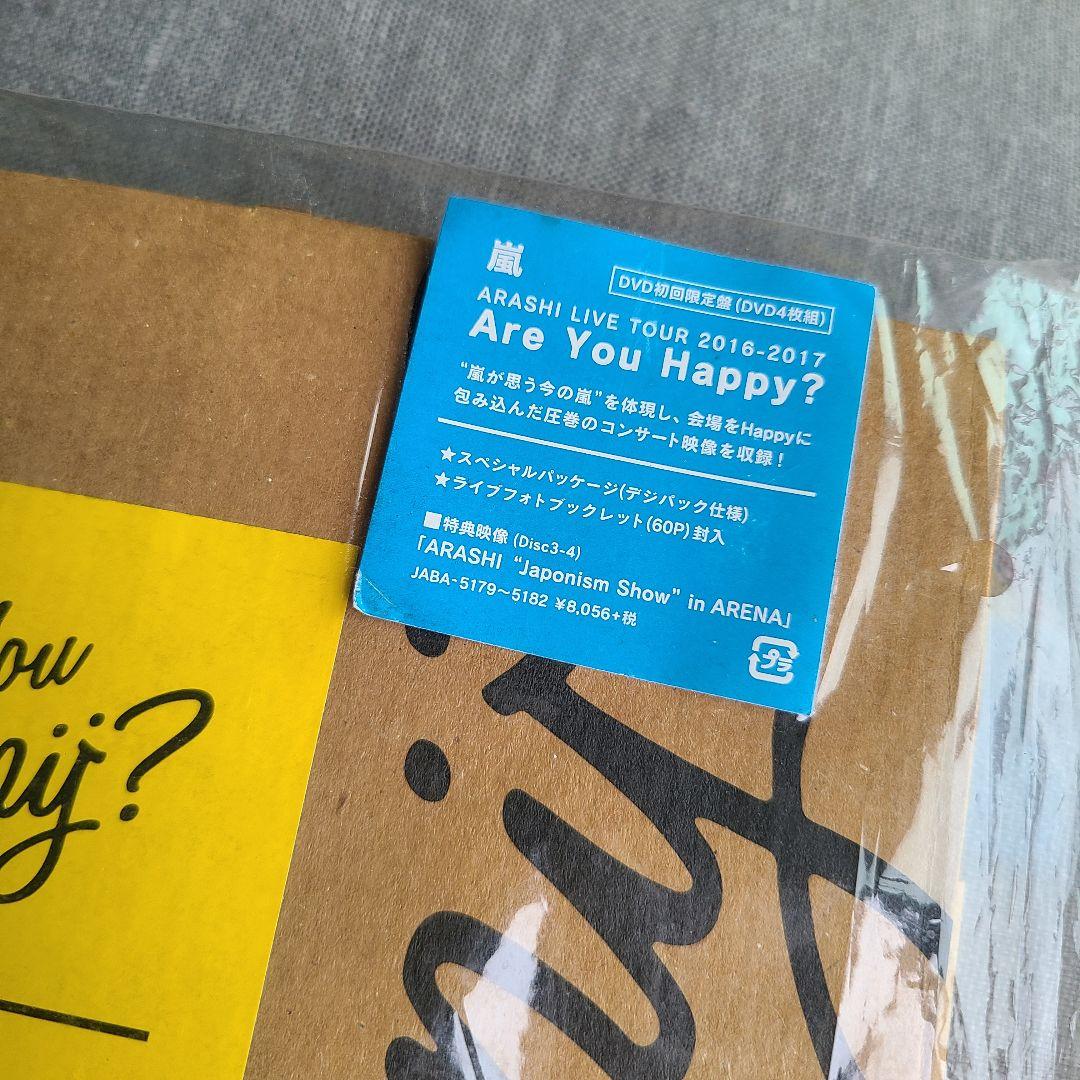 嵐
DVD初回限定盤(DVD4枚組)
ARASHI LIVE TOUR 2016-2017
Are You Happy?
“嵐が思う今の嵐”を体現し、会場をHappyに
包み込んだ圧巻のコンサート映像を収録！
★スペシャルパッケージ(デジパック仕様)
★ライブフォトブックレット(60P)封入
■特典映像 (Disc3-4)
「ARASHI “Japonism Show” in ARENA」
JABA-5179～5182 ¥8,056+税
プラ
You